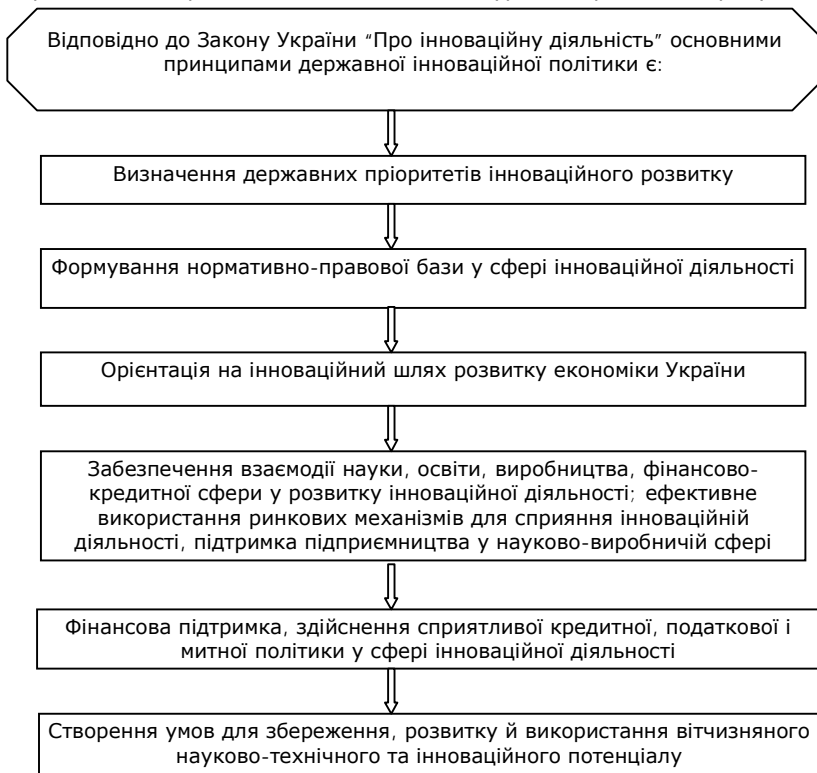 Відповідно до Закону України “Про інноваційну діяльність” основними
принципами державної інноваційної політики є:
Визначення державних пріоритетів інноваційного розвитку
Формування нормативно-правової бази у сфері інноваційної діяльності
Орієнтація на інноваційний шлях розвитку економіки України
Забезпечення взаємодії науки, освіти, виробництва, фінансово-
кредитної сфери у розвитку інноваційної діяльності; ефективне
використання ринкових механізмів для сприяння інноваційній
діяльності, підтримка підприємництва у науково-виробничій сфері
Фінансова підтримка, здійснення сприятливої кредитної, податкової і
митної політики у сфері інноваційної діяльності
Створення умов для збереження, розвитку й використання вітчизняного
науково-технічного та інноваційного потенціалу